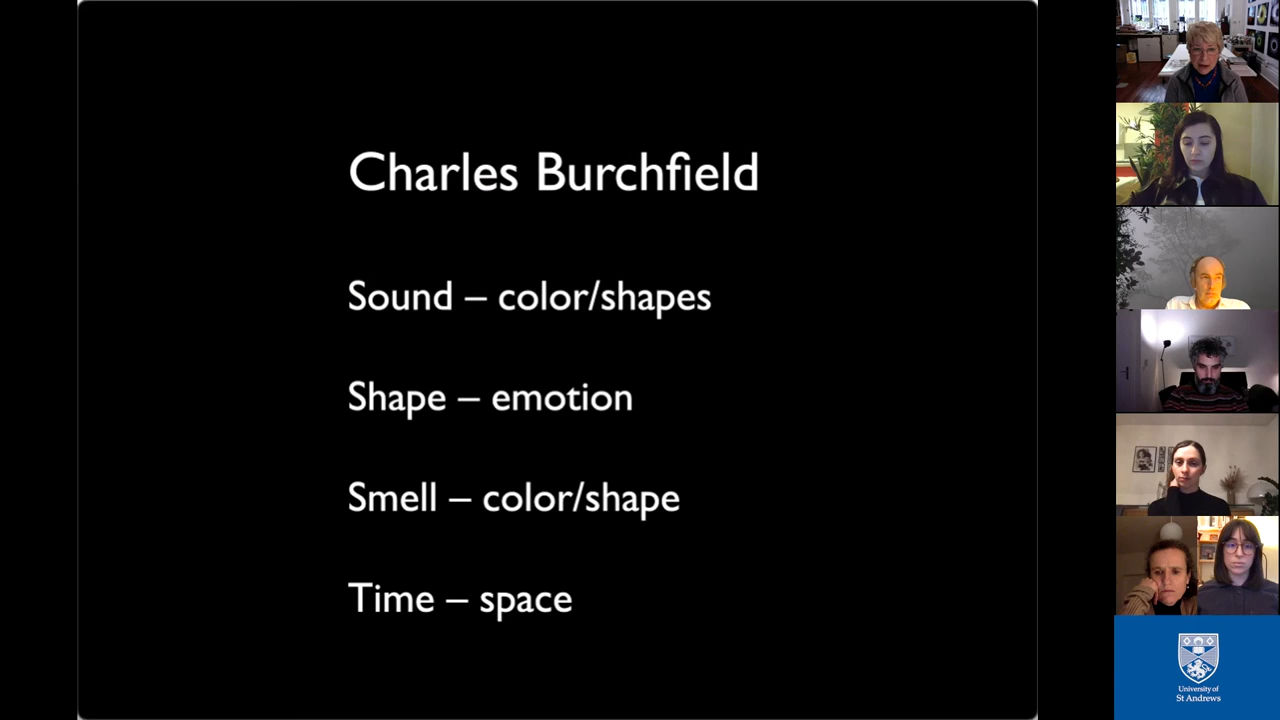 Charles Burchfield
Sound – color/shapes
Shape – emotion
Smell – color/shape
Time – space
University of
St Andrews